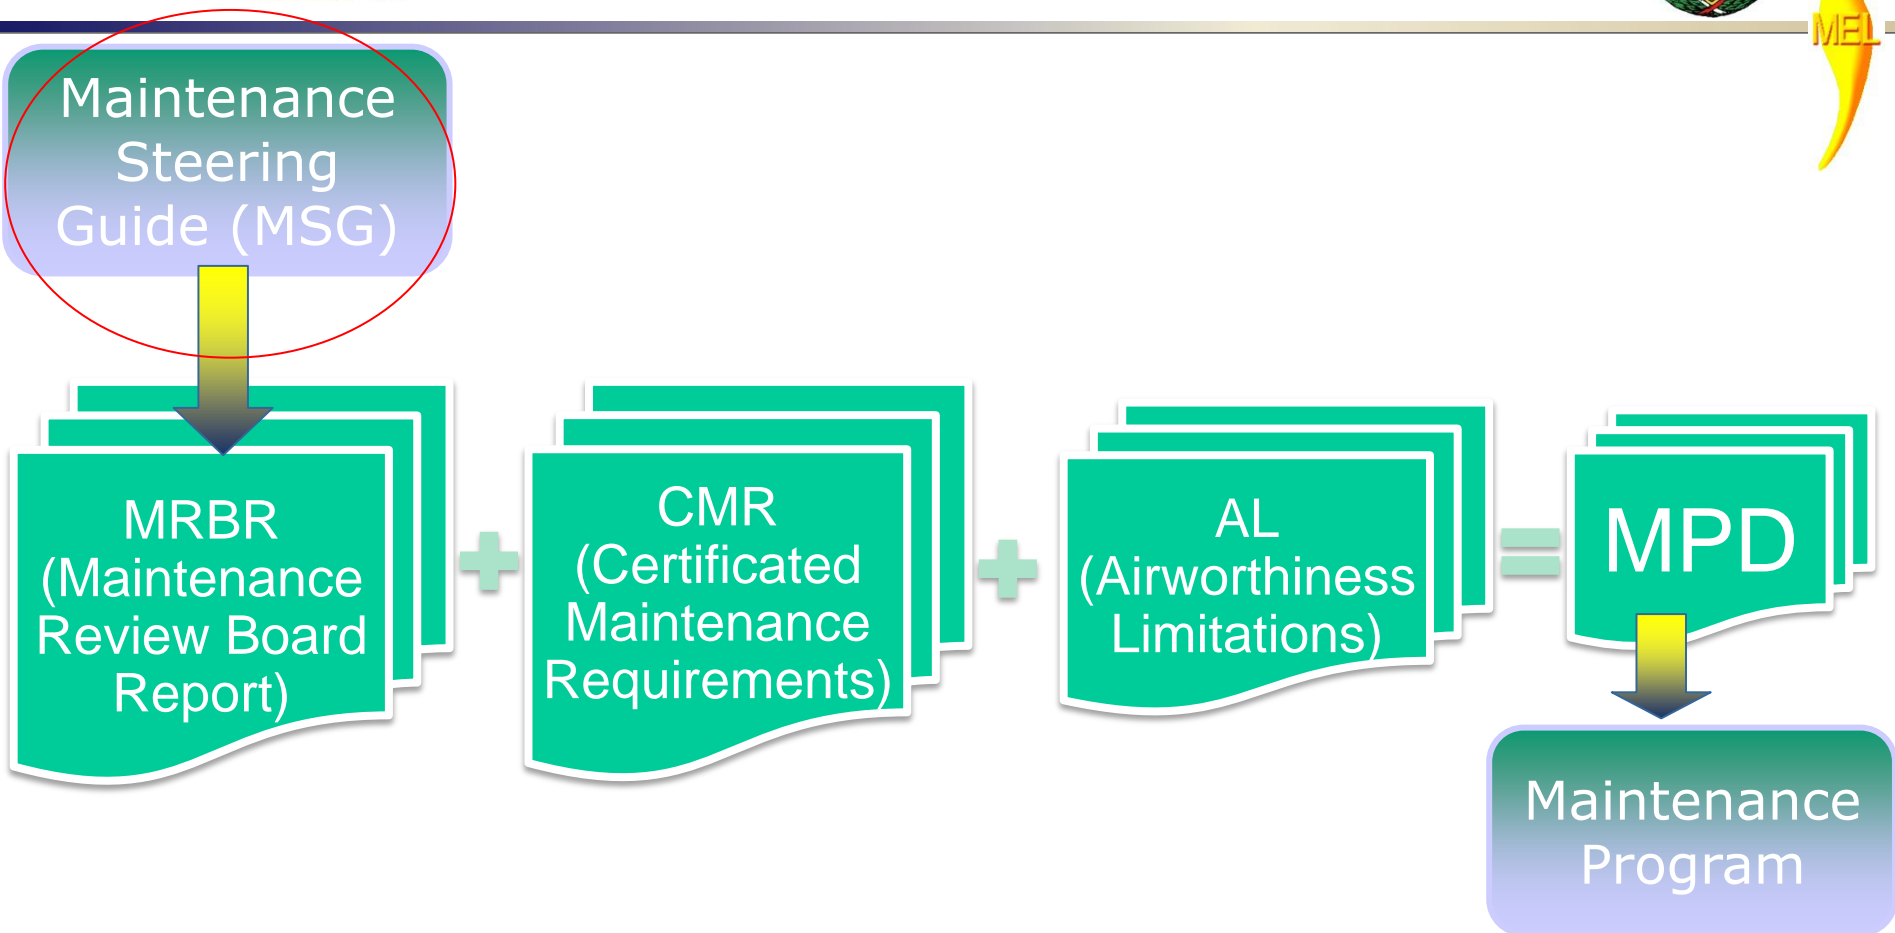 MEL
Maintenance
Steering
Guide (MSG)
MRBR
(Maintenance
Review Board
Report)
CMR
(Certificated
Maintenance
Requirements)
AL
(Airworthiness
Limitations)
MPD
Maintenance
Program